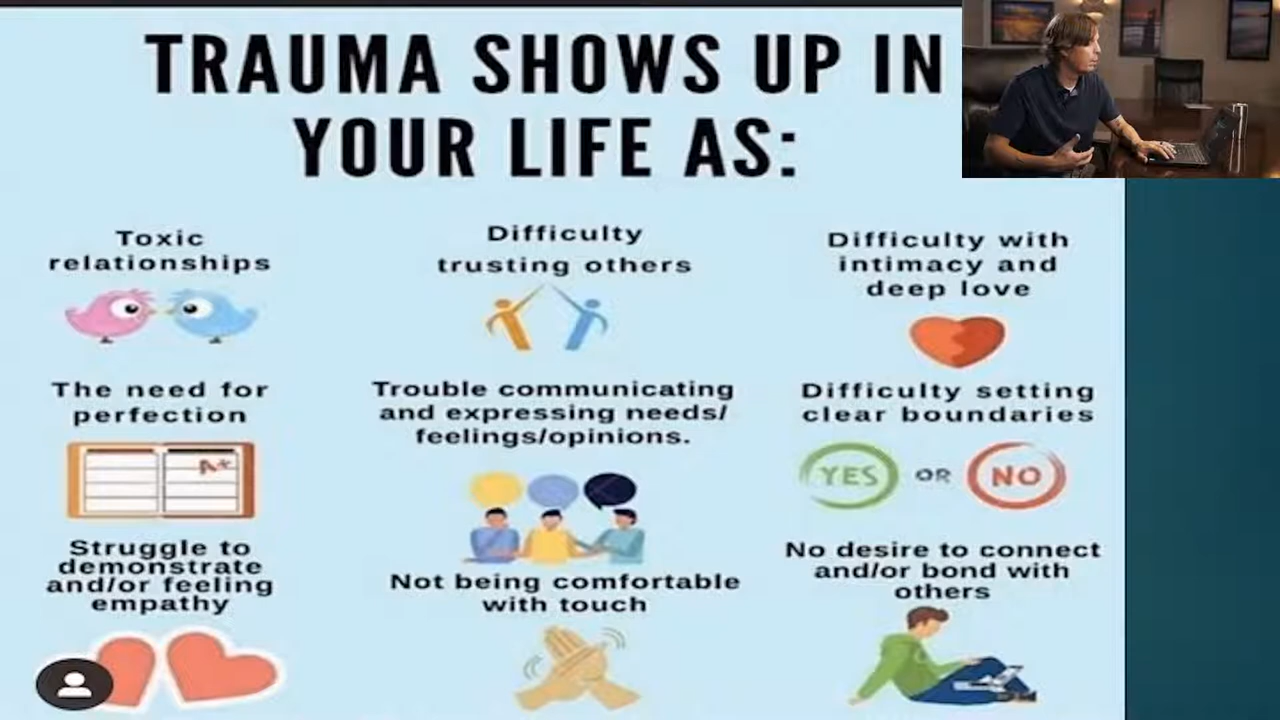 TRAUMA SHOWS UP IN
YOUR LIFE AS:
Toxic
relationships
Difficulty
trusting others
Difficulty with
intimacy and
deep love
The need for
perfection
A+
Trouble communicating
and expressing needs/
feelings/opinions.
Difficulty setting
clear boundaries
YES OR NO
Struggle to
demonstrate
and/or feeling
empathy
Not being comfortable
with touch
No desire to connect
and/or bond with
others